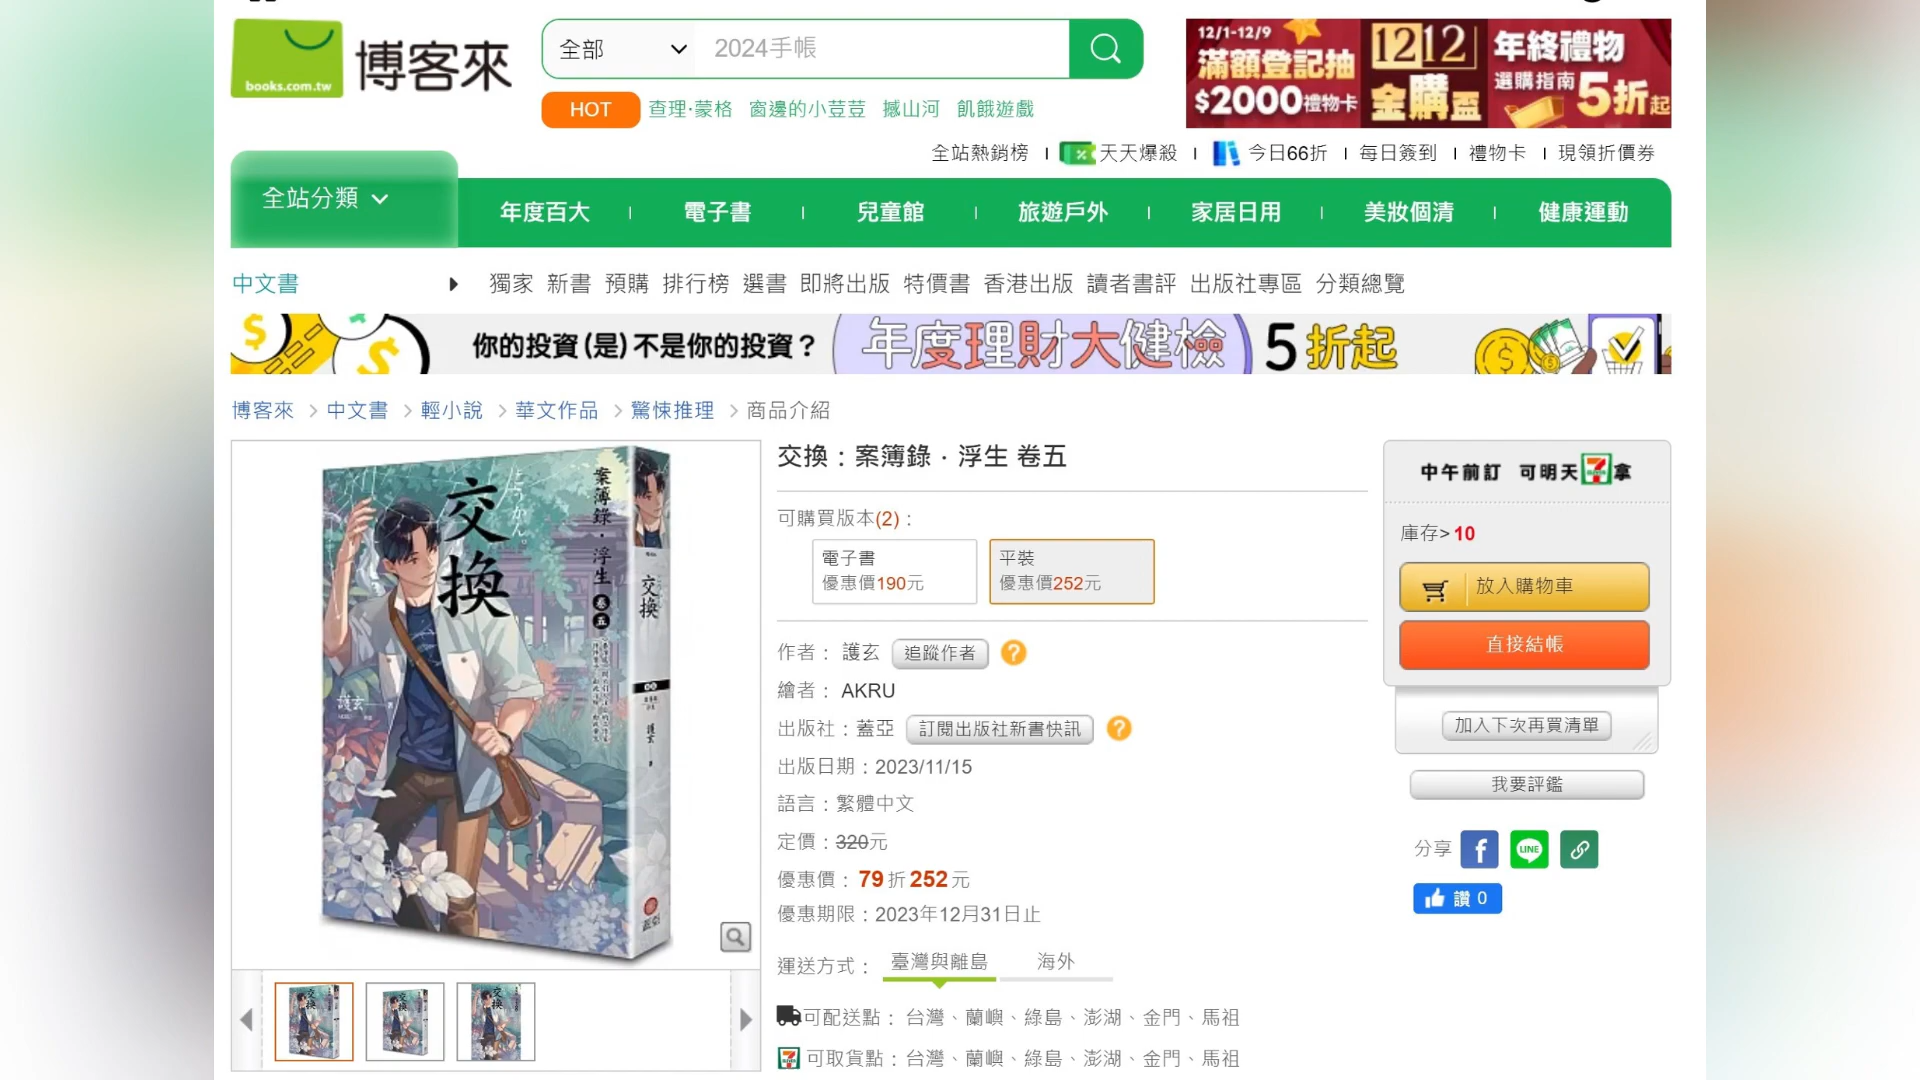 books.com.tw
博客來
全部
2024手帳
HOT 查理·蒙格 窗邊的小荳荳 撼山河 飢餓遊戲
12/1-12/9
滿額登記抽
$2000禮物卡
1212
金購盃
年終禮物
選購指南 5折起
全站熱銷榜 天天爆殺 今日66折 每日簽到 禮物卡 現領折價券
全站分類
年度百大 電子書 兒童館 旅遊戶外 家居日用 美妝個清 健康運動
中文書 獨家 新書 預購 排行榜 選書 即將出版 特價書 香港出版 讀者書評 出版社專區 分類總覽
你的投資(是)不是你的投資? 年度理財大健檢 5折起
博客來 > 中文書 > 輕小說 > 華文作品 > 驚悚推理 > 商品介紹
交換
こうかん。
案簿錄·浮生
卷五
護玄
交換
護玄
交換：案簿錄．浮生 卷五
可購買版本(2)：
電子書
優惠價190元
平裝
優惠價252元
作者： 護玄 追蹤作者 ?
繪者： AKRU
出版社：蓋亞 訂閱出版社新書快訊 ?
出版日期：2023/11/15
語言：繁體中文
定價：320元
優惠價： 79折252元
優惠期限：2023年12月31日止
運送方式： 臺灣與離島 海外
可配送點： 台灣、蘭嶼、綠島、澎湖、金門、馬祖
可取貨點： 台灣、蘭嶼、綠島、澎湖、金門、馬祖
中午前訂 可明天7拿
庫存> 10
放入購物車
直接結帳
加入下次再買清單
我要評鑑
分享 f LINE
讚 0
交換
交換
交換